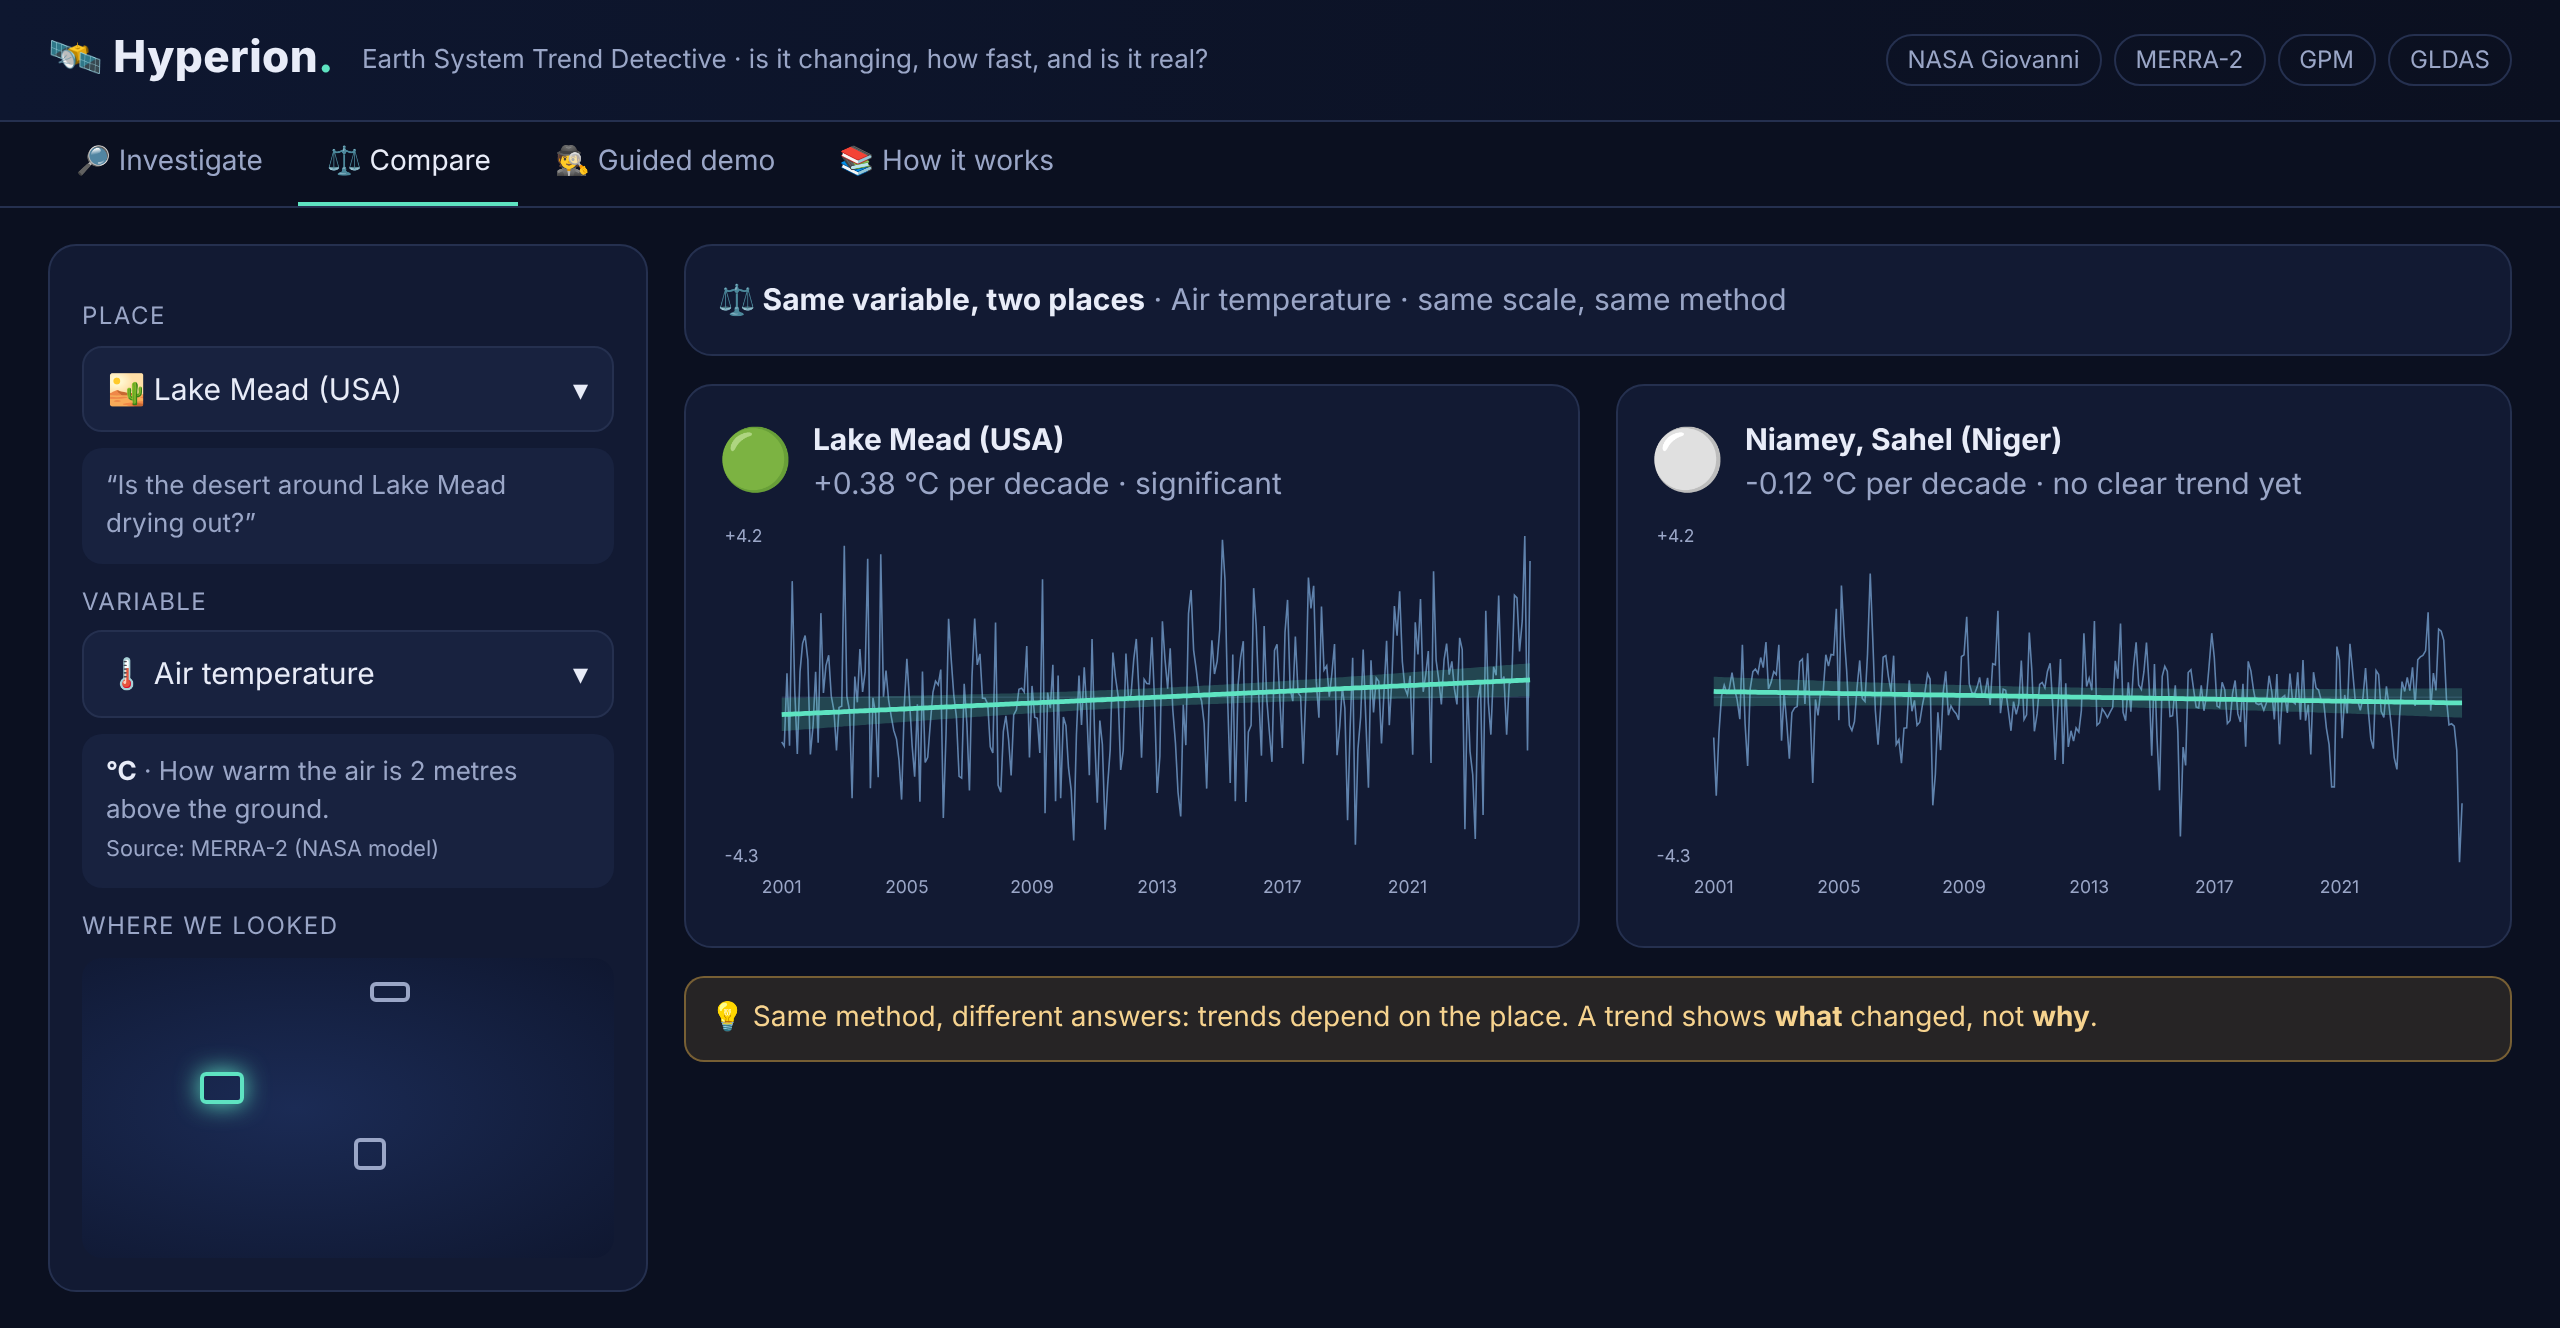 Hyperion.
Earth System Trend Detective · is it changing, how fast, and is it real?
NASA Giovanni
MERRA-2
GPM
GLDAS
Investigate
Compare
Guided demo
How it works
PLACE
Lake Mead (USA)
“Is the desert around Lake Mead
drying out?”
VARIABLE
Air temperature
°C · How warm the air is 2 metres
above the ground.
Source: MERRA-2 (NASA model)
WHERE WE LOOKED
Same variable, two places · Air temperature · same scale, same method
Lake Mead (USA)
+0.38 °C per decade · significant
+4.2
-4.3
2001 2005 2009 2013 2017 2021
Niamey, Sahel (Niger)
-0.12 °C per decade · no clear trend yet
+4.2
-4.3
2001 2005 2009 2013 2017 2021
Same method, different answers: trends depend on the place. A trend shows what changed, not why.